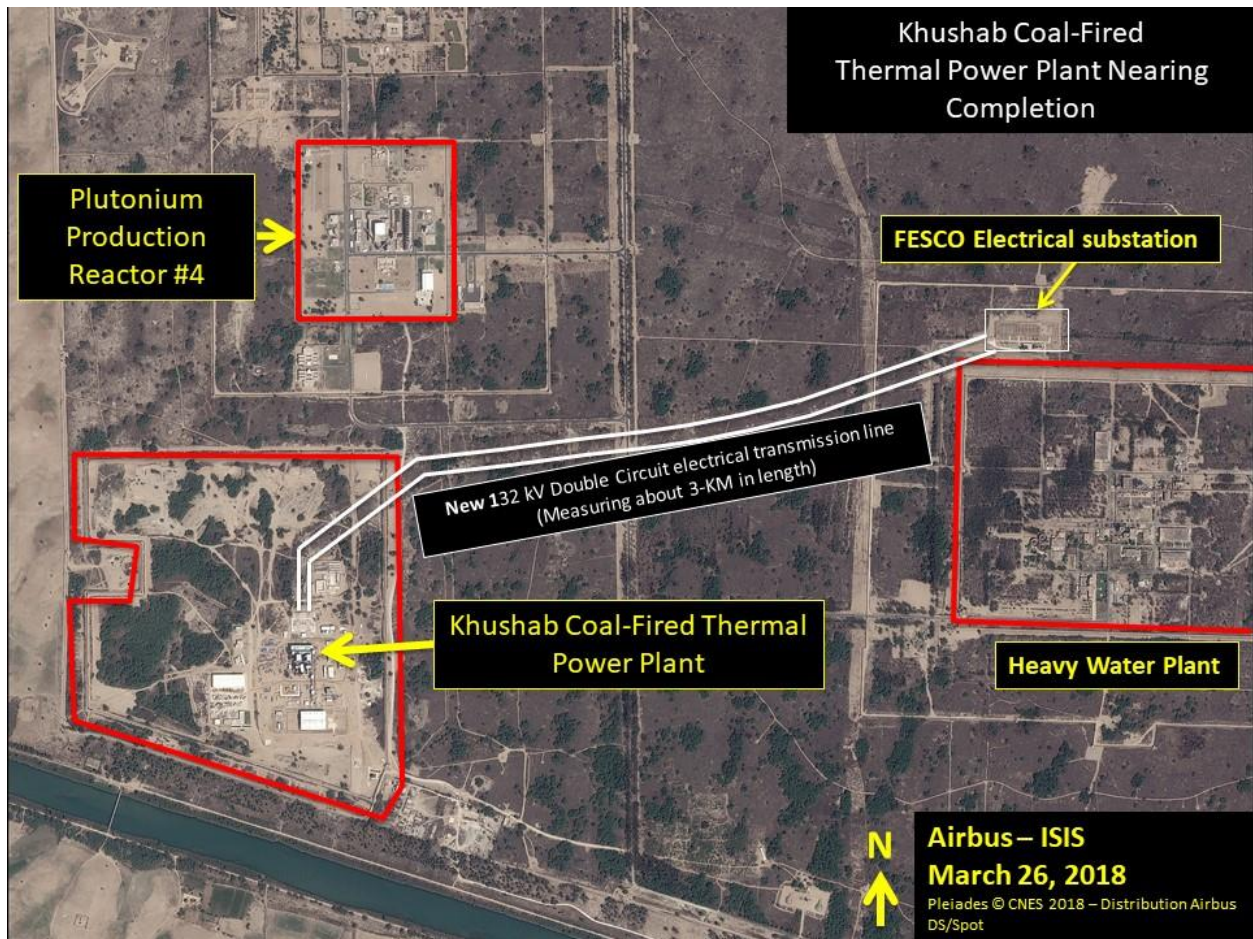 Khushab Coal-Fired
Thermal Power Plant Nearing
Completion
Plutonium
Production
Reactor #4
FESCO Electrical substation
New 132 kV Double Circuit electrical transmission line
(Measuring about 3-KM in length)
Khushab Coal-Fired Thermal
Power Plant
Heavy Water Plant
N
Airbus – ISIS
March 26, 2018
Pleiades © CNES 2018 – Distribution Airbus
DS/Spot